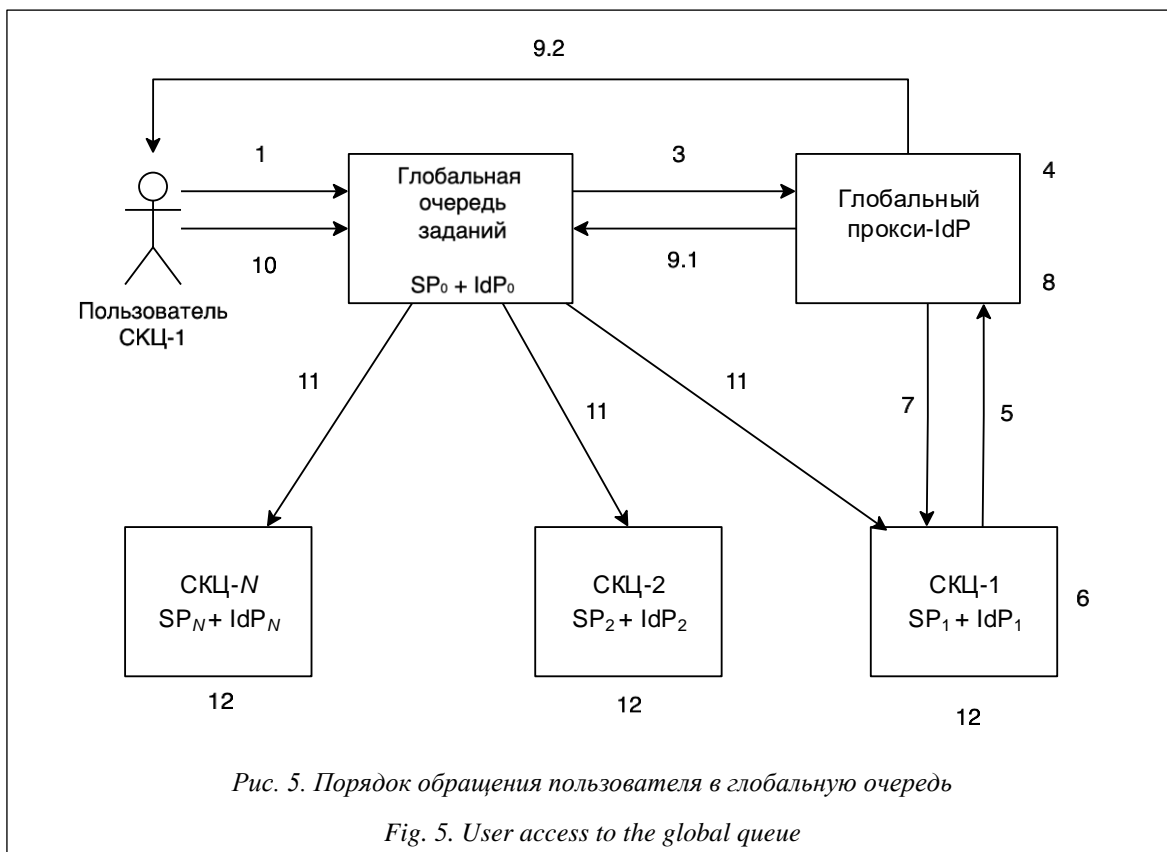 9.2
1
3
4
Глобальная
очередь
заданий
SP₀ + IdP₀
Глобальный
прокси-IdP
10
9.1
8
Пользователь
СКЦ-1
11
11
11
7
5
СКЦ-N
SPN + IdPN
СКЦ-2
SP₂ + IdP₂
СКЦ-1
SP₁ + IdP₁
6
12
12
12
Рис. 5. Порядок обращения пользователя в глобальную очередь
Fig. 5. User access to the global queue